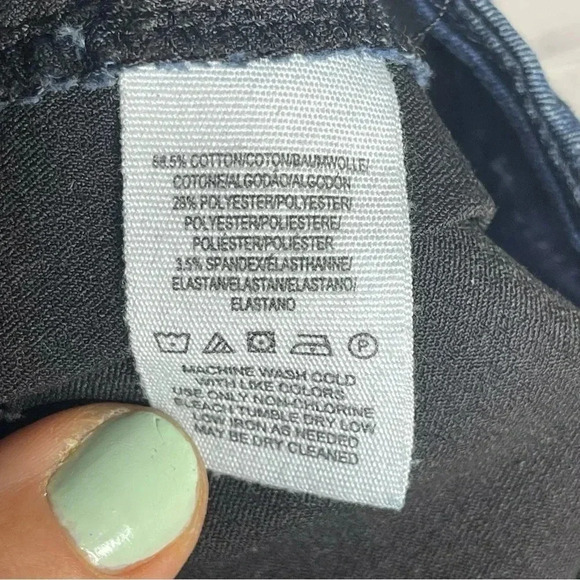 68.5% COTTON/COTON/BAUMWOLLE/
COTONE/ALGODÃO/ALGODÓN
28% POLYESTER/POLYESTER/
POLYESTER/POLIESTERE/
POLIESTER/POLIÉSTER
3.5% SPANDEX/ÉLASTHANNE/
ELASTAN/ELASTAN/ELASTANO/
ELASTANO
P
MACHINE WASH COLD
WITH LIKE COLORS
USE ONLY NON-CHLORINE
BLEACH TUMBLE DRY LOW
LOW IRON AS NEEDED
MAY BE DRY CLEANED